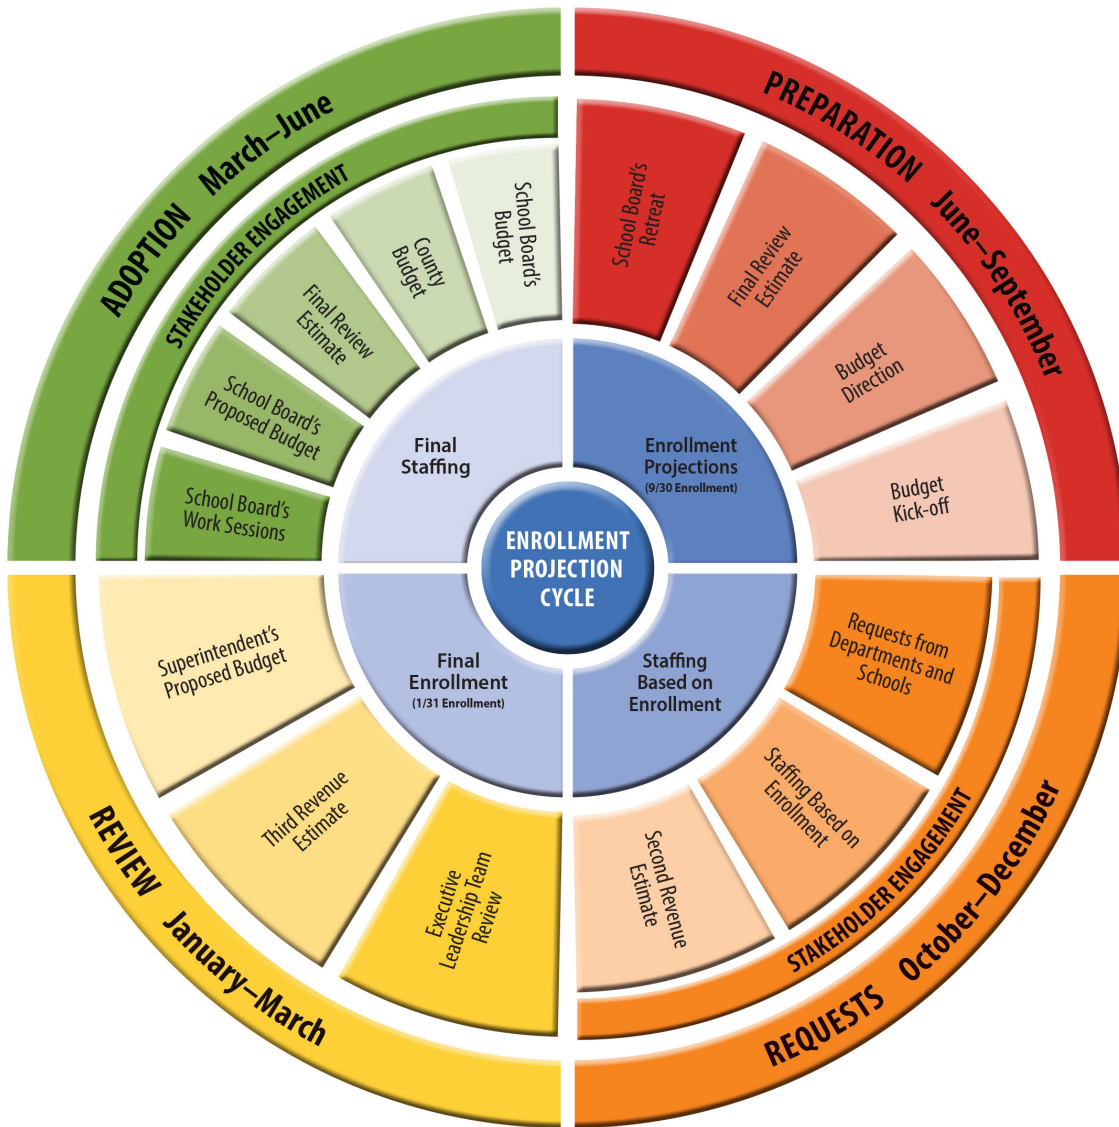 PREPARATION June–September
School Board's
Retreat
Final Review
Estimate
Budget
Direction
Budget
Kick-off
REQUESTS October–December
STAKEHOLDER ENGAGEMENT
Requests from
Departments and
Schools
Staffing Based on
Enrollment
Second Revenue
Estimate
REVIEW January–March
Executive
Leadership Team
Review
Third Revenue
Estimate
Superintendent's
Proposed Budget
ADOPTION March–June
STAKEHOLDER ENGAGEMENT
School Board's
Work Sessions
School Board's
Proposed Budget
Final Review
Estimate
County
Budget
School Board's
Budget
Enrollment
Projections
(9/30 Enrollment)
Staffing
Based on
Enrollment
Final
Enrollment
(1/31 Enrollment)
Final
Staffing
ENROLLMENT
PROJECTION
CYCLE